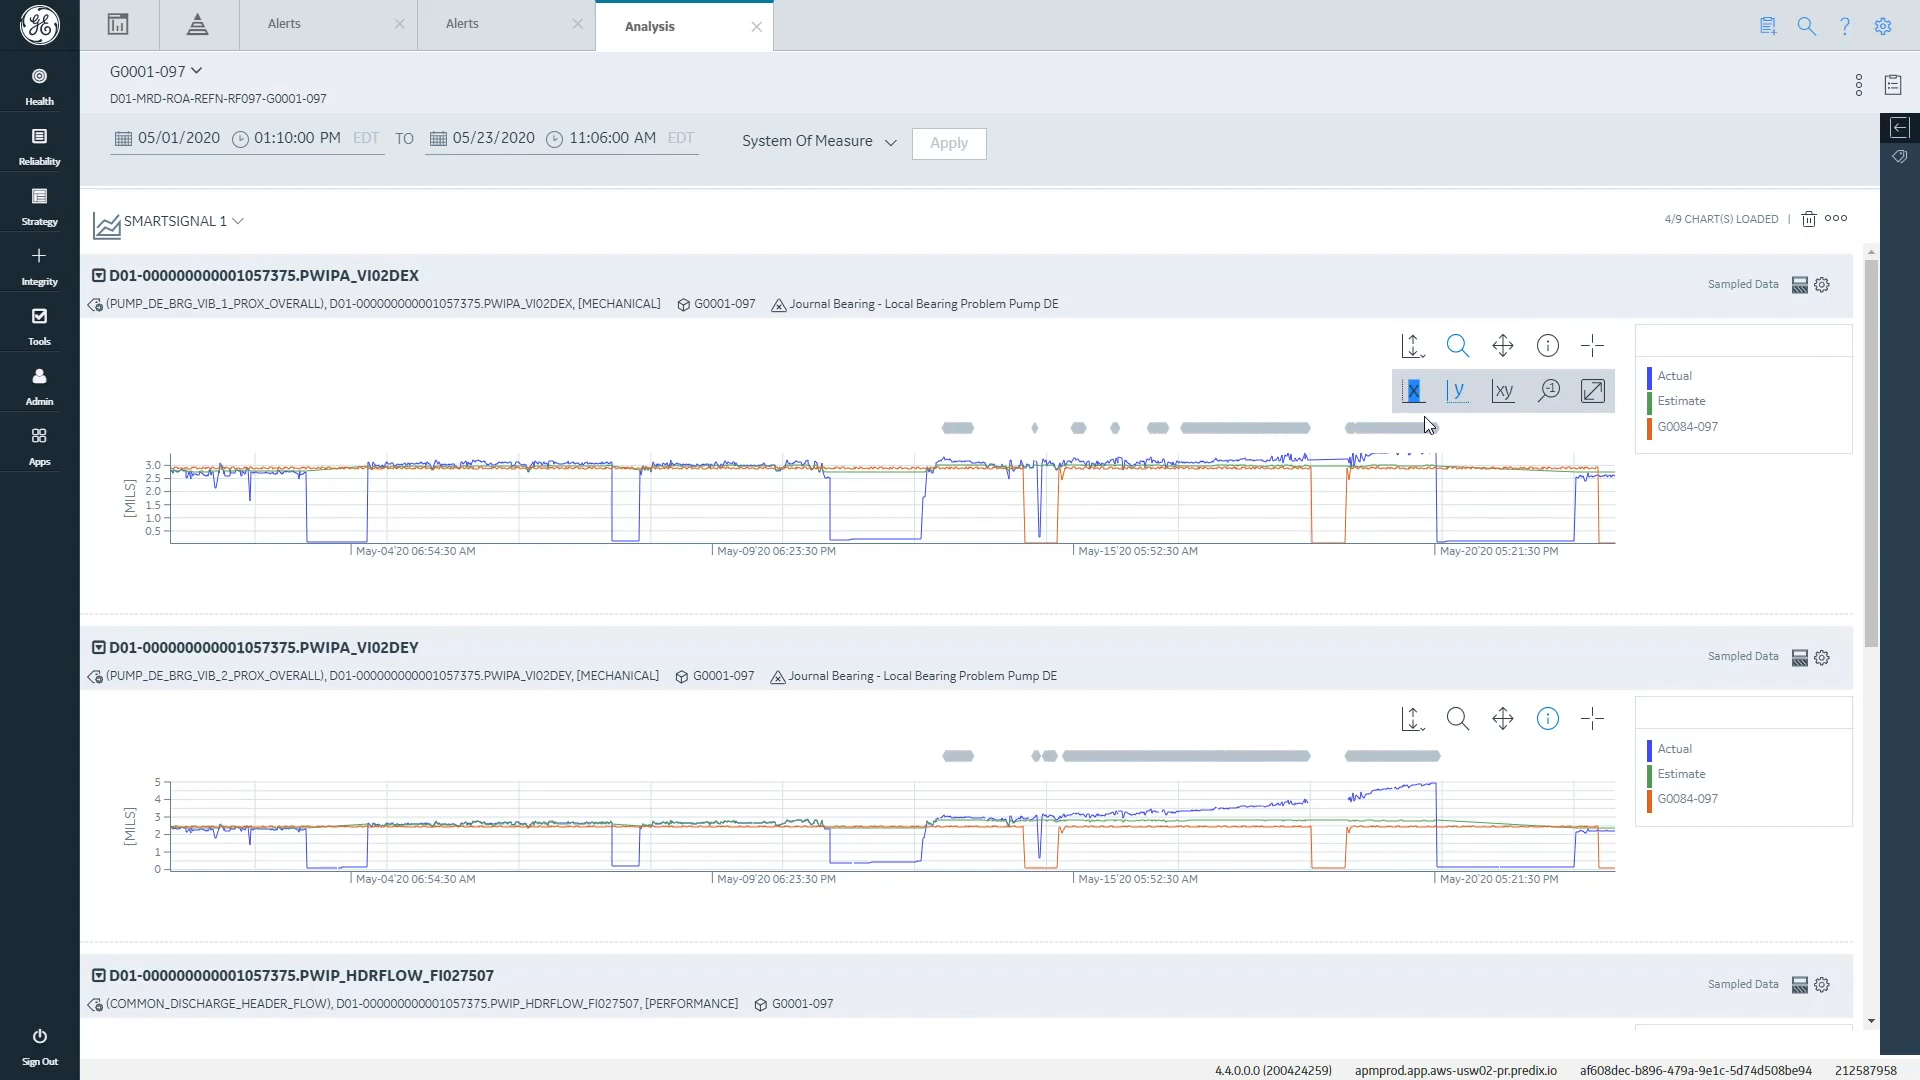 Alerts
Alerts
Analysis
Health
Reliability
Strategy
Integrity
Tools
Admin
Apps
Sign Out
G0001-097
D01-MRD-ROA-REFN-RF097-G0001-097
05/01/2020 01:10:00 PM EDT TO 05/23/2020 11:06:00 AM EDT System Of Measure Apply
SMARTSIGNAL 1
4/9 CHART(S) LOADED |
D01-000000000001057375.PWIPA_VI02DEX
Sampled Data
(PUMP_DE_BRG_VIB_1_PROX_OVERALL), D01-000000000001057375.PWIPA_VI02DEX, [MECHANICAL] G0001-097 Journal Bearing - Local Bearing Problem Pump DE
x y xy -1
Actual
Estimate
G0084-097
[MILS]
3.0
2.5
2.0
1.5
1.0
0.5
May-04'20 06:54:30 AM May-09'20 06:23:30 PM May-15'20 05:52:30 AM May-20'20 05:21:30 PM
D01-000000000001057375.PWIPA_VI02DEY
Sampled Data
(PUMP_DE_BRG_VIB_2_PROX_OVERALL), D01-000000000001057375.PWIPA_VI02DEY, [MECHANICAL] G0001-097 Journal Bearing - Local Bearing Problem Pump DE
Actual
Estimate
G0084-097
[MILS]
5
4
3
2
1
0
May-04'20 06:54:30 AM May-09'20 06:23:30 PM May-15'20 05:52:30 AM May-20'20 05:21:30 PM
D01-000000000001057375.PWIP_HDRFLOW_FI027507
Sampled Data
(COMMON_DISCHARGE_HEADER_FLOW), D01-000000000001057375.PWIP_HDRFLOW_FI027507, [PERFORMANCE] G0001-097
4.4.0.0.0 (200424259) apmprod.app.aws-usw02-pr.predix.io af608dec-b896-479a-9e1c-5d74d508be94 212587958